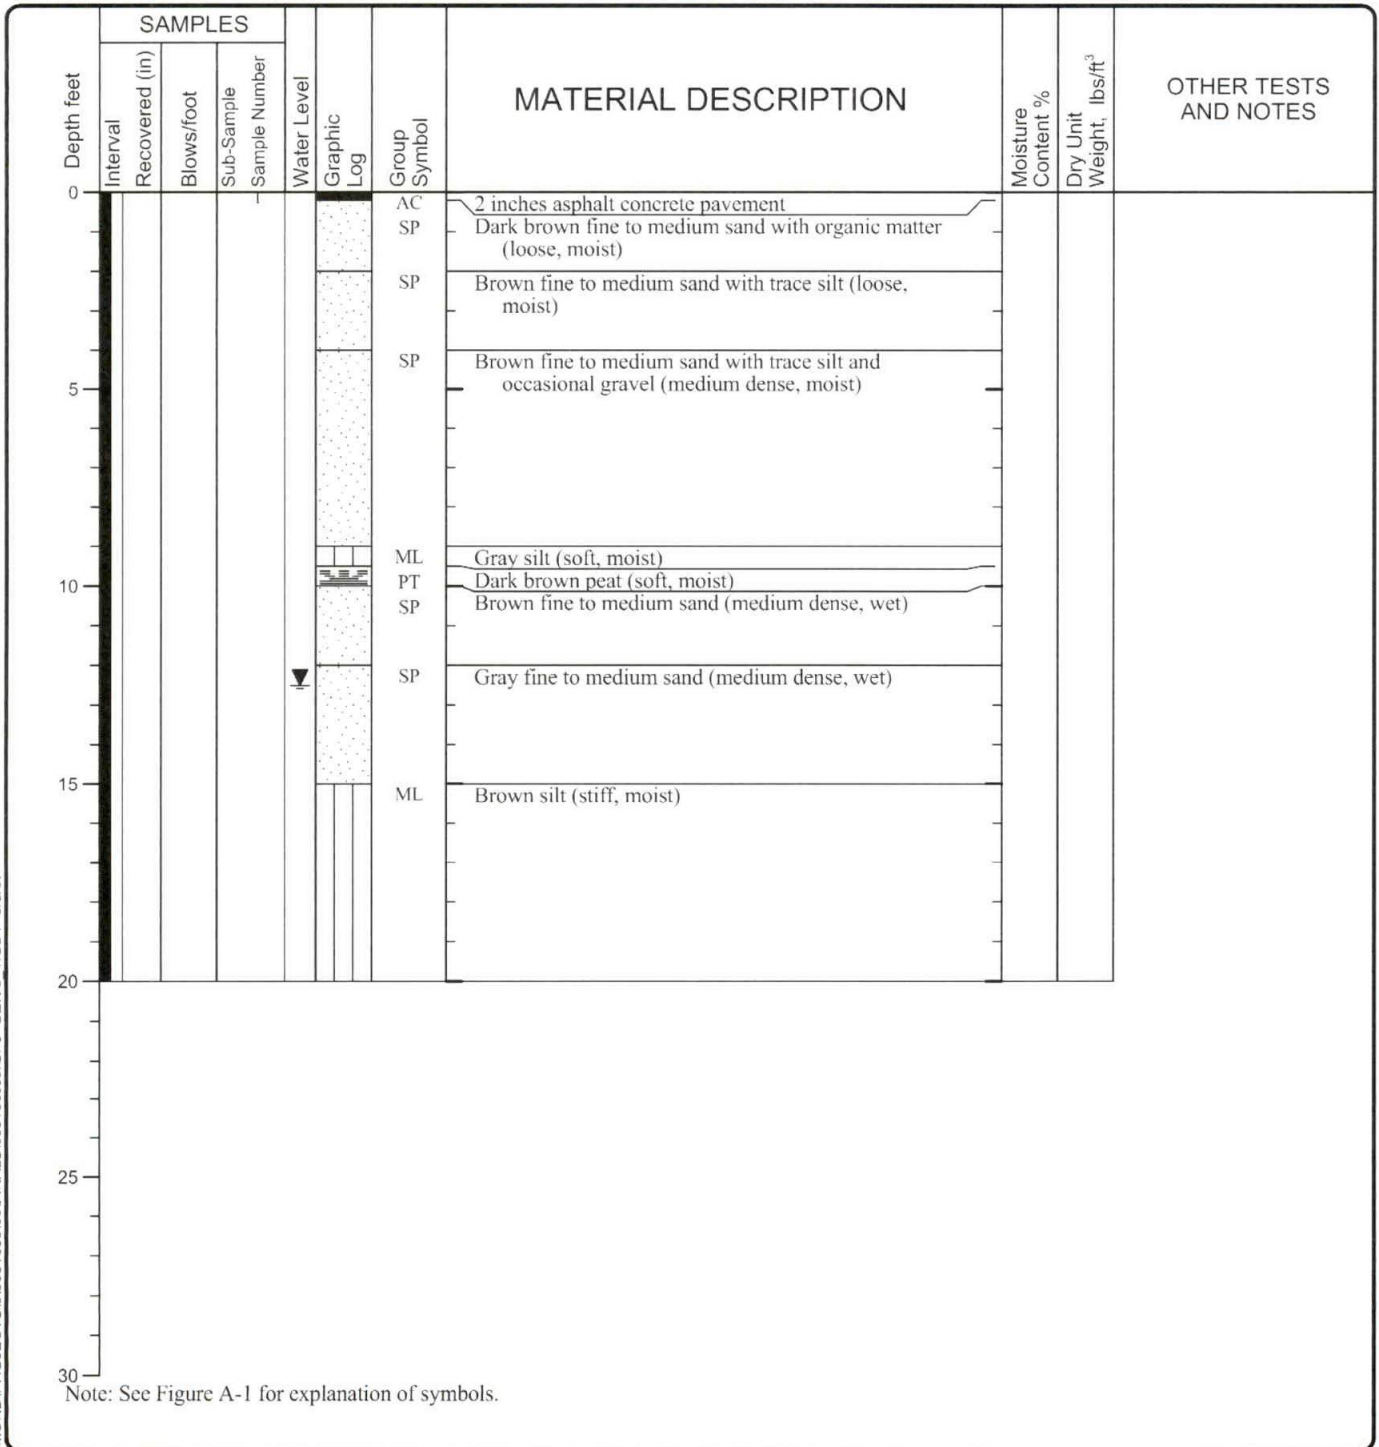 SAMPLES
Depth feet
Interval
Recovered (in)
Blows/foot
Sub-Sample
Sample Number
Water Level
Graphic
Log
Group
Symbol
MATERIAL DESCRIPTION
Moisture
Content %
Dry Unit
Weight, lbs/ft³
OTHER TESTS
AND NOTES
0
AC
2 inches asphalt concrete pavement
SP
Dark brown fine to medium sand with organic matter
(loose, moist)
SP
Brown fine to medium sand with trace silt (loose,
moist)
SP
Brown fine to medium sand with trace silt and
5
occasional gravel (medium dense, moist)
ML
Gray silt (soft, moist)
10
PT
Dark brown peat (soft, moist)
SP
Brown fine to medium sand (medium dense, wet)
SP
Gray fine to medium sand (medium dense, wet)
15
ML
Brown silt (stiff, moist)
20
25
30
Note: See Figure A-1 for explanation of symbols.